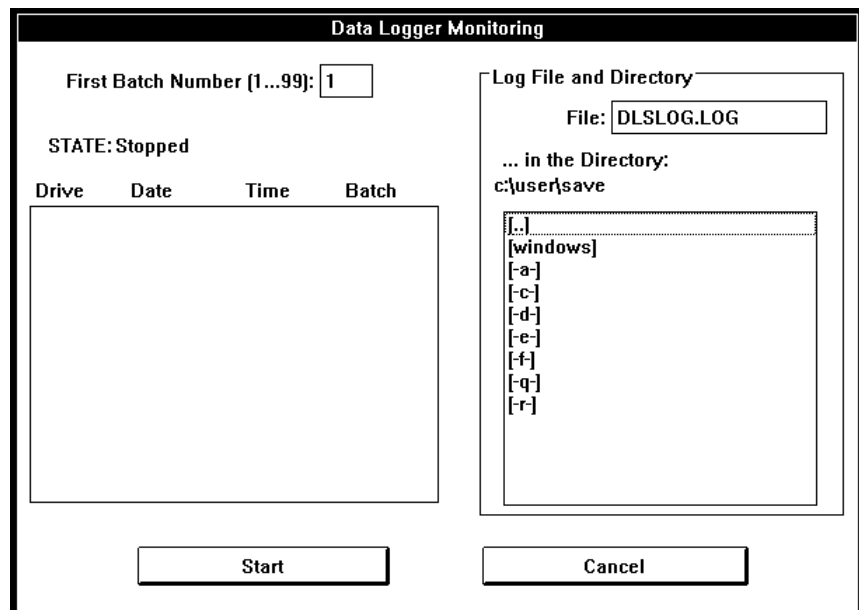 Data Logger Monitoring
First Batch Number (1...99): 1
STATE: Stopped
Drive Date Time Batch
Log File and Directory
File: DLSLOG.LOG
... in the Directory:
c:\user\save
[..]
[windows]
[-a-]
[-c-]
[-d-]
[-e-]
[-f-]
[-q-]
[-r-]
Start
Cancel